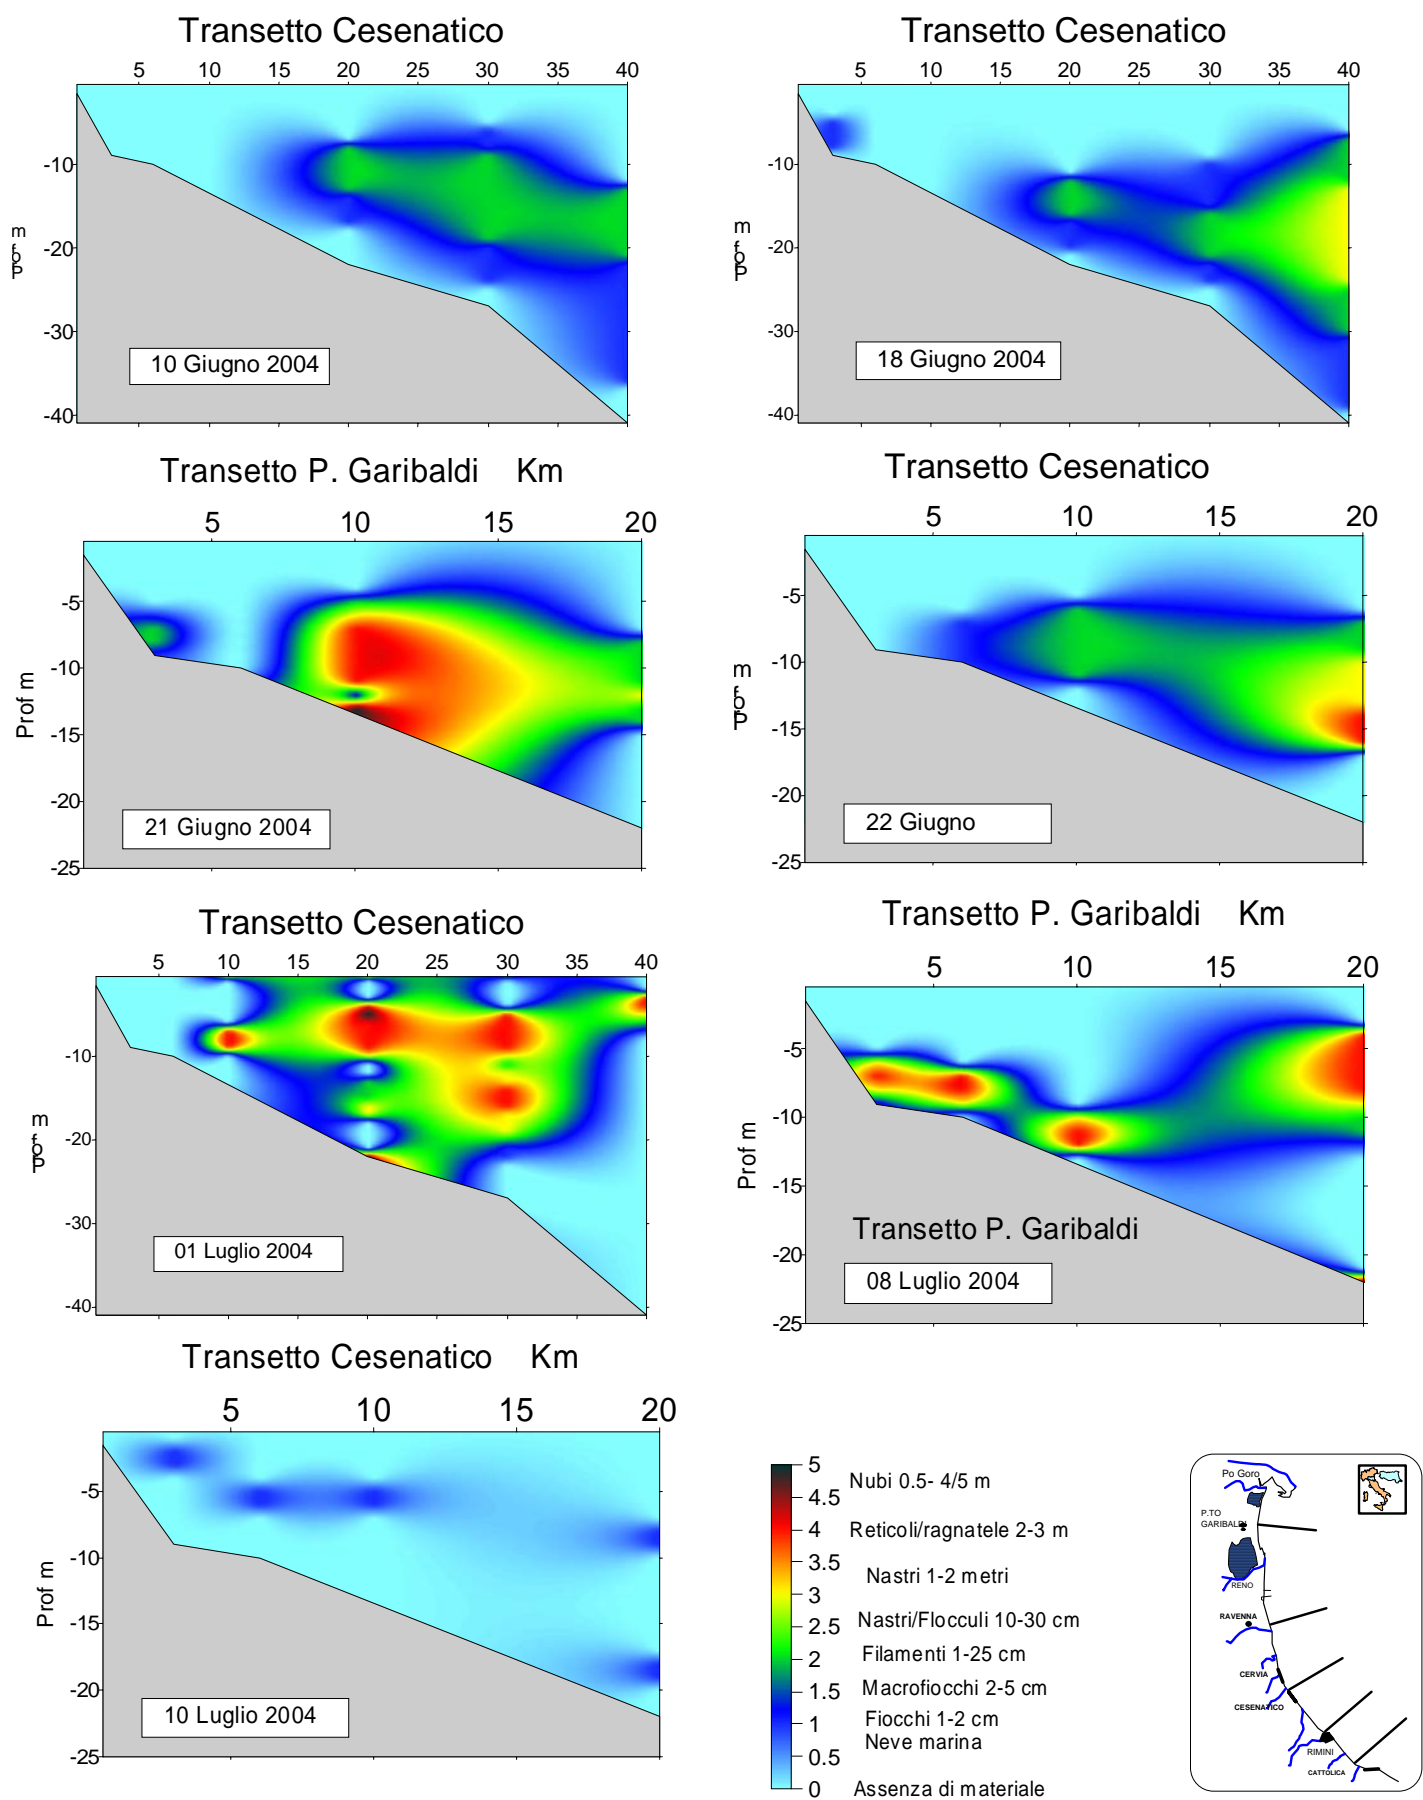 Transetto Cesenatico
5 10 15 20 25 30 35 40
-10
-20
-30
-40
Prof m
10 Giugno 2004
Transetto Cesenatico
5 10 15 20 25 30 35 40
-10
-20
-30
-40
Prof m
18 Giugno 2004
Transetto P. Garibaldi Km
5 10 15 20
-5
-10
-15
-20
-25
Prof m
21 Giugno 2004
Transetto Cesenatico
5 10 15 20
-5
-10
-15
-20
-25
Prof m
22 Giugno
Transetto Cesenatico
5 10 15 20 25 30 35 40
-10
-20
-30
-40
Prof m
01 Luglio 2004
Transetto P. Garibaldi Km
5 10 15 20
-5
-10
-15
-20
-25
Prof m
Transetto P. Garibaldi
08 Luglio 2004
Transetto Cesenatico Km
5 10 15 20
-5
-10
-15
-20
-25
Prof m
10 Luglio 2004
5
4.5
4
3.5
3
2.5
2
1.5
1
0.5
0
Nubi 0.5- 4/5 m
Reticoli/ragnatele 2-3 m
Nastri 1-2 metri
Nastri/Flocculi 10-30 cm
Filamenti 1-25 cm
Macrofiocchi 2-5 cm
Fiocchi 1-2 cm
Neve marina
Assenza di materiale
Po Goro
P.TO
GARIBALDI
RENO
RAVENNA
CERVIA
CESENATICO
RIMINI
CATTOLICA